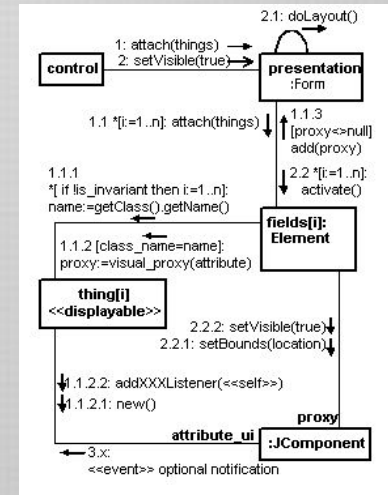 2.1: doLayout()
1: attach(things)
2: setVisible(true)
control
presentation
:Form
1.1 *[i:=1..n]: attach(things)
1.1.3
[proxy<>null]
add(proxy)
1.1.1
*[ if !is_invariant then i:=1..n]:
name:=getClass().getName()
2.2 *[i:=1..n]:
activate()
fields[i]:
Element
1.1.2 [class_name=name]:
proxy:=visual_proxy(attribute)
thing[i]
<<displayable>>
2.2.2: setVisible(true)
2.2.1: setBounds(location)
1.1.2.2: addXXXListener(<<self>>)
1.1.2.1: new()
proxy
attribute_ui
:JComponent
3.x:
<<event>> optional notification